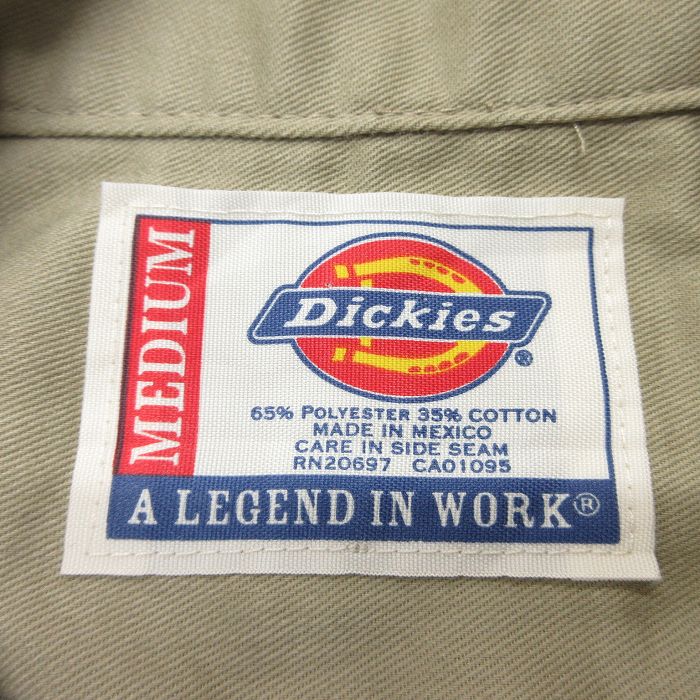 MEDIUM
Dickies®
65% POLYESTER 35% COTTON
MADE IN MEXICO
CARE IN SIDE SEAM
RN20697 CA01095
A LEGEND IN WORK®